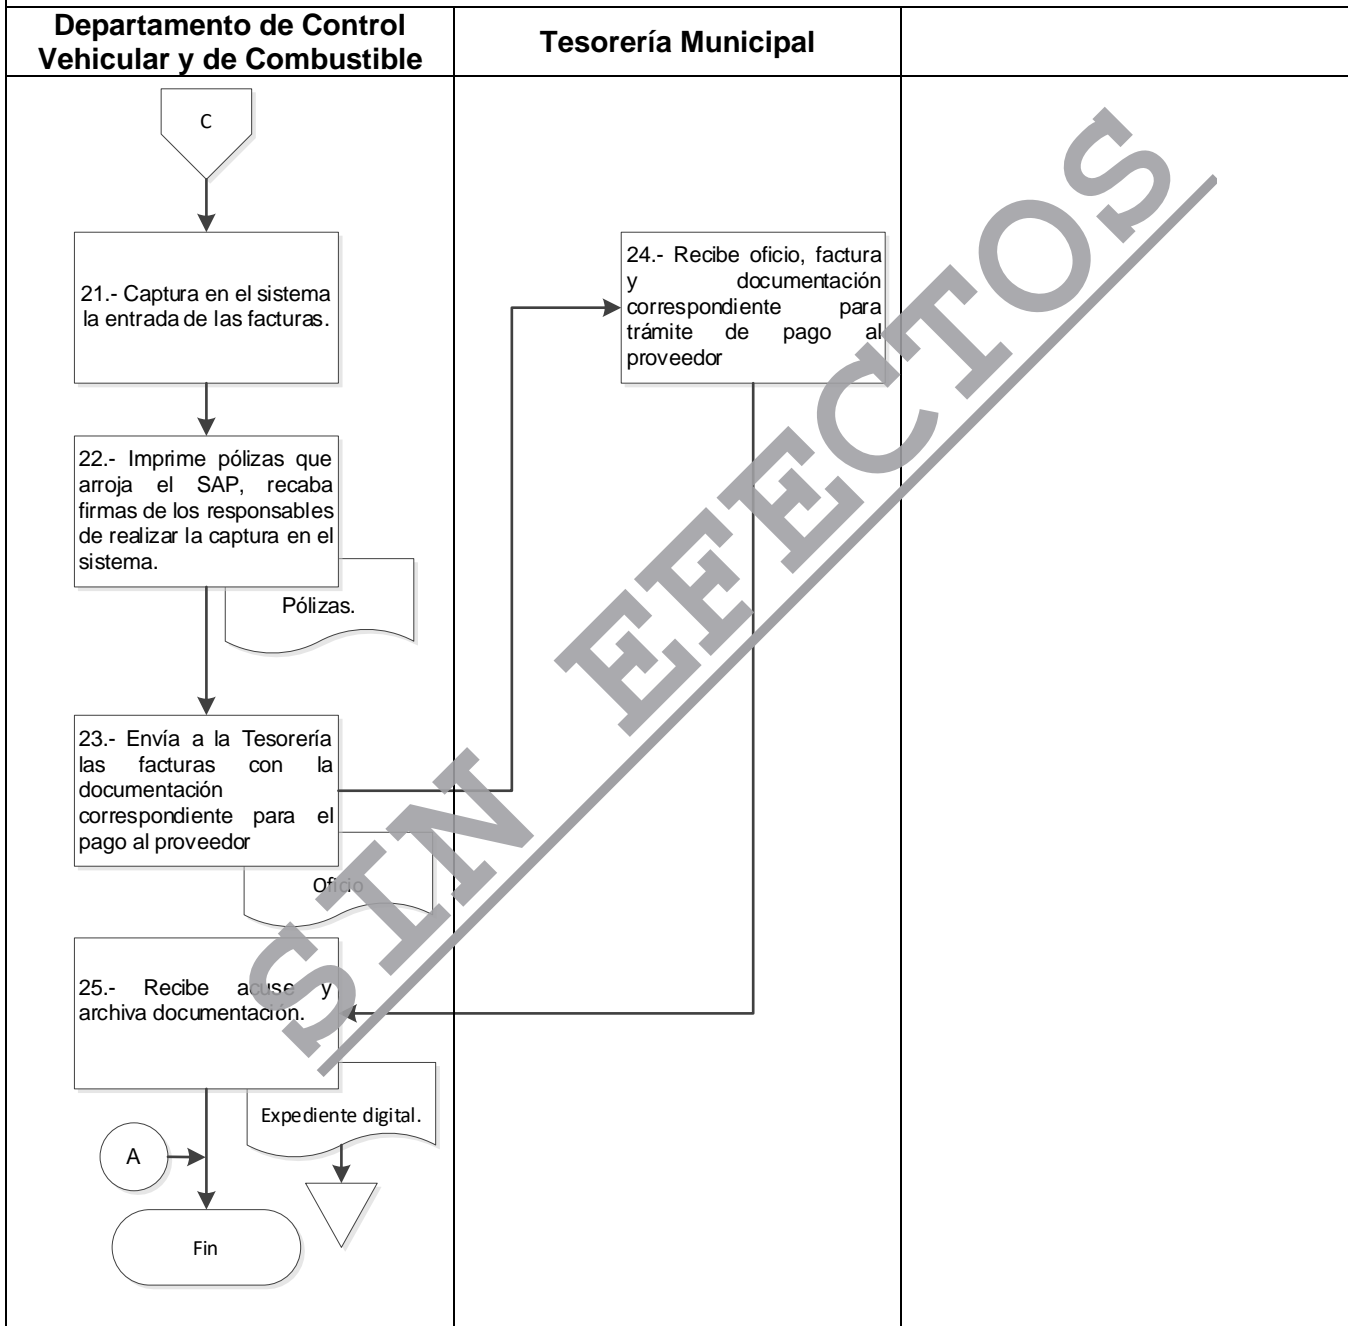 Departamento de Control
Vehicular y de Combustible
Tesorería Municipal
C
21.- Captura en el sistema
la entrada de las facturas.
22.- Imprime pólizas que
arroja el SAP, recaba
firmas de los responsables
de realizar la captura en el
sistema.
Pólizas.
23.- Envía a la Tesorería
las facturas con la
documentación
correspondiente para el
pago al proveedor
Oficio
24.- Recibe oficio, factura
y documentación
correspondiente para
trámite de pago al
proveedor
25.- Recibe acuse y
archiva documentación.
Expediente digital.
A
Fin
SIN EFECTOS